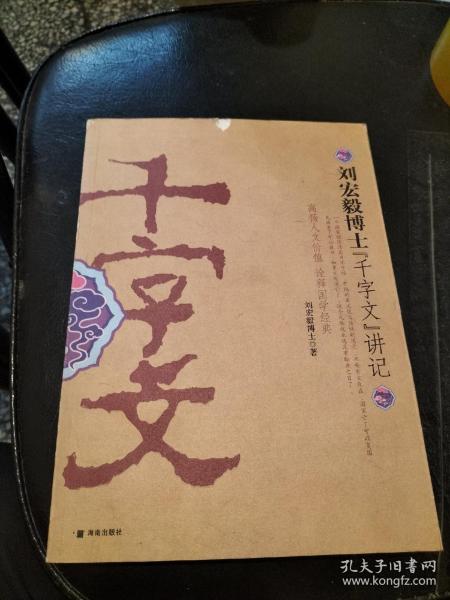 千字文
刘宏毅博士『千字文』讲记
高扬人文价值 诠释国学经典
刘宏毅博士◎著
海南出版社
孔夫子旧书网
www.kongfz.com